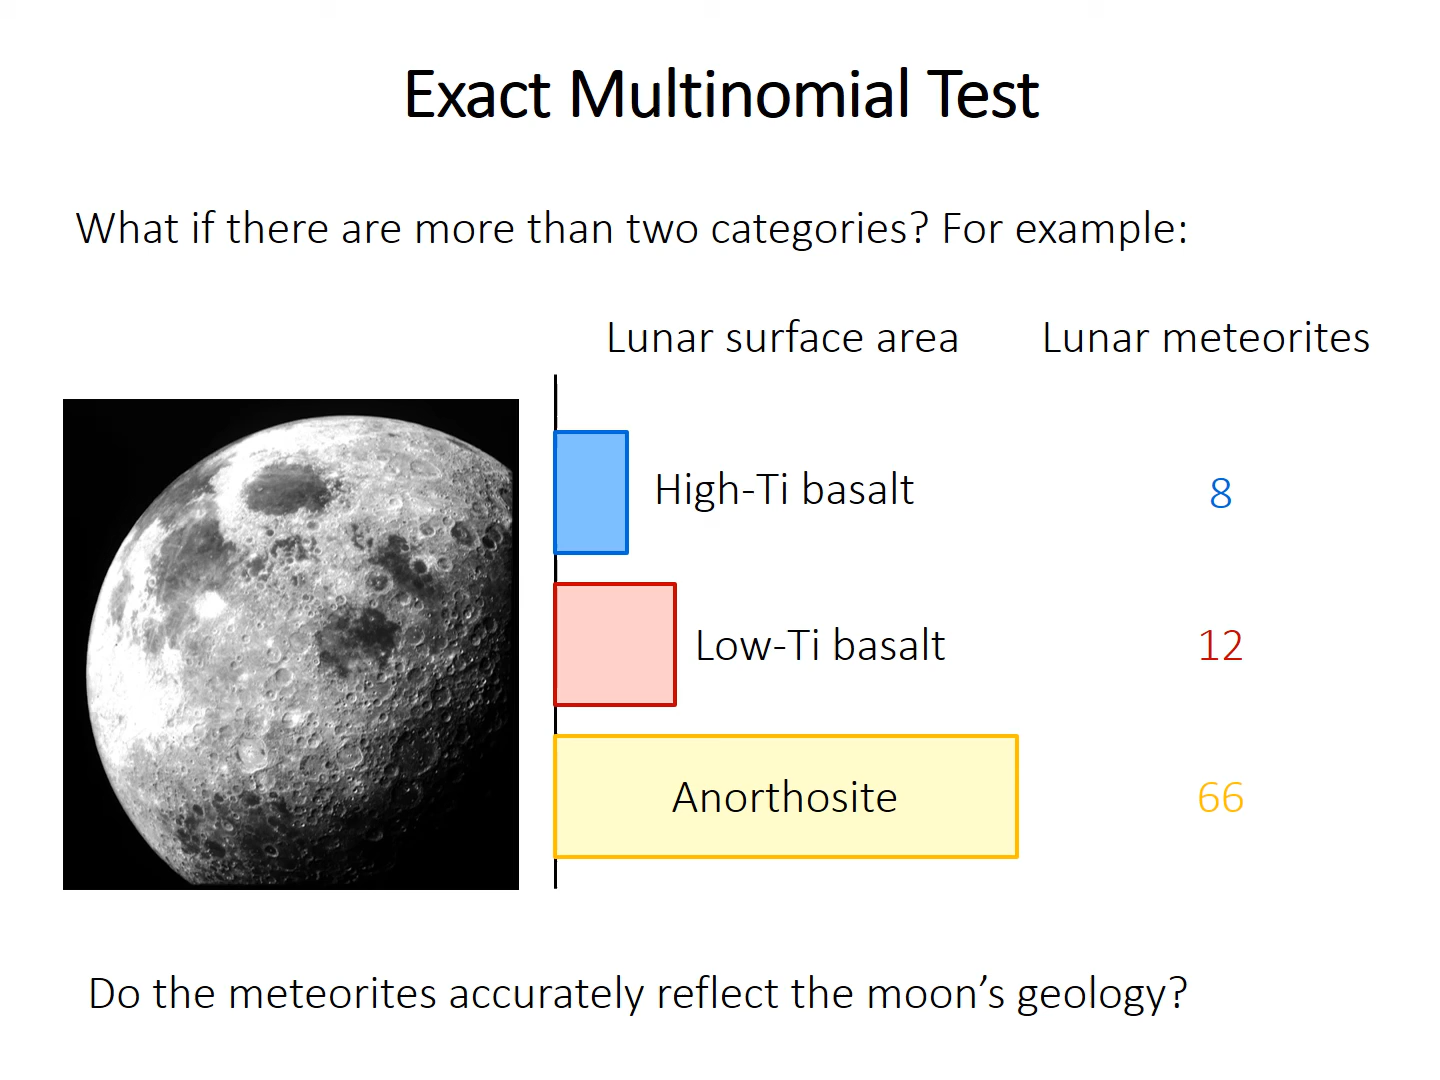 Exact Multinomial Test
What if there are more than two categories? For example:
Lunar surface area
Lunar meteorites
High-Ti basalt
8
Low-Ti basalt
12
Anorthosite
66
Do the meteorites accurately reflect the moon’s geology?